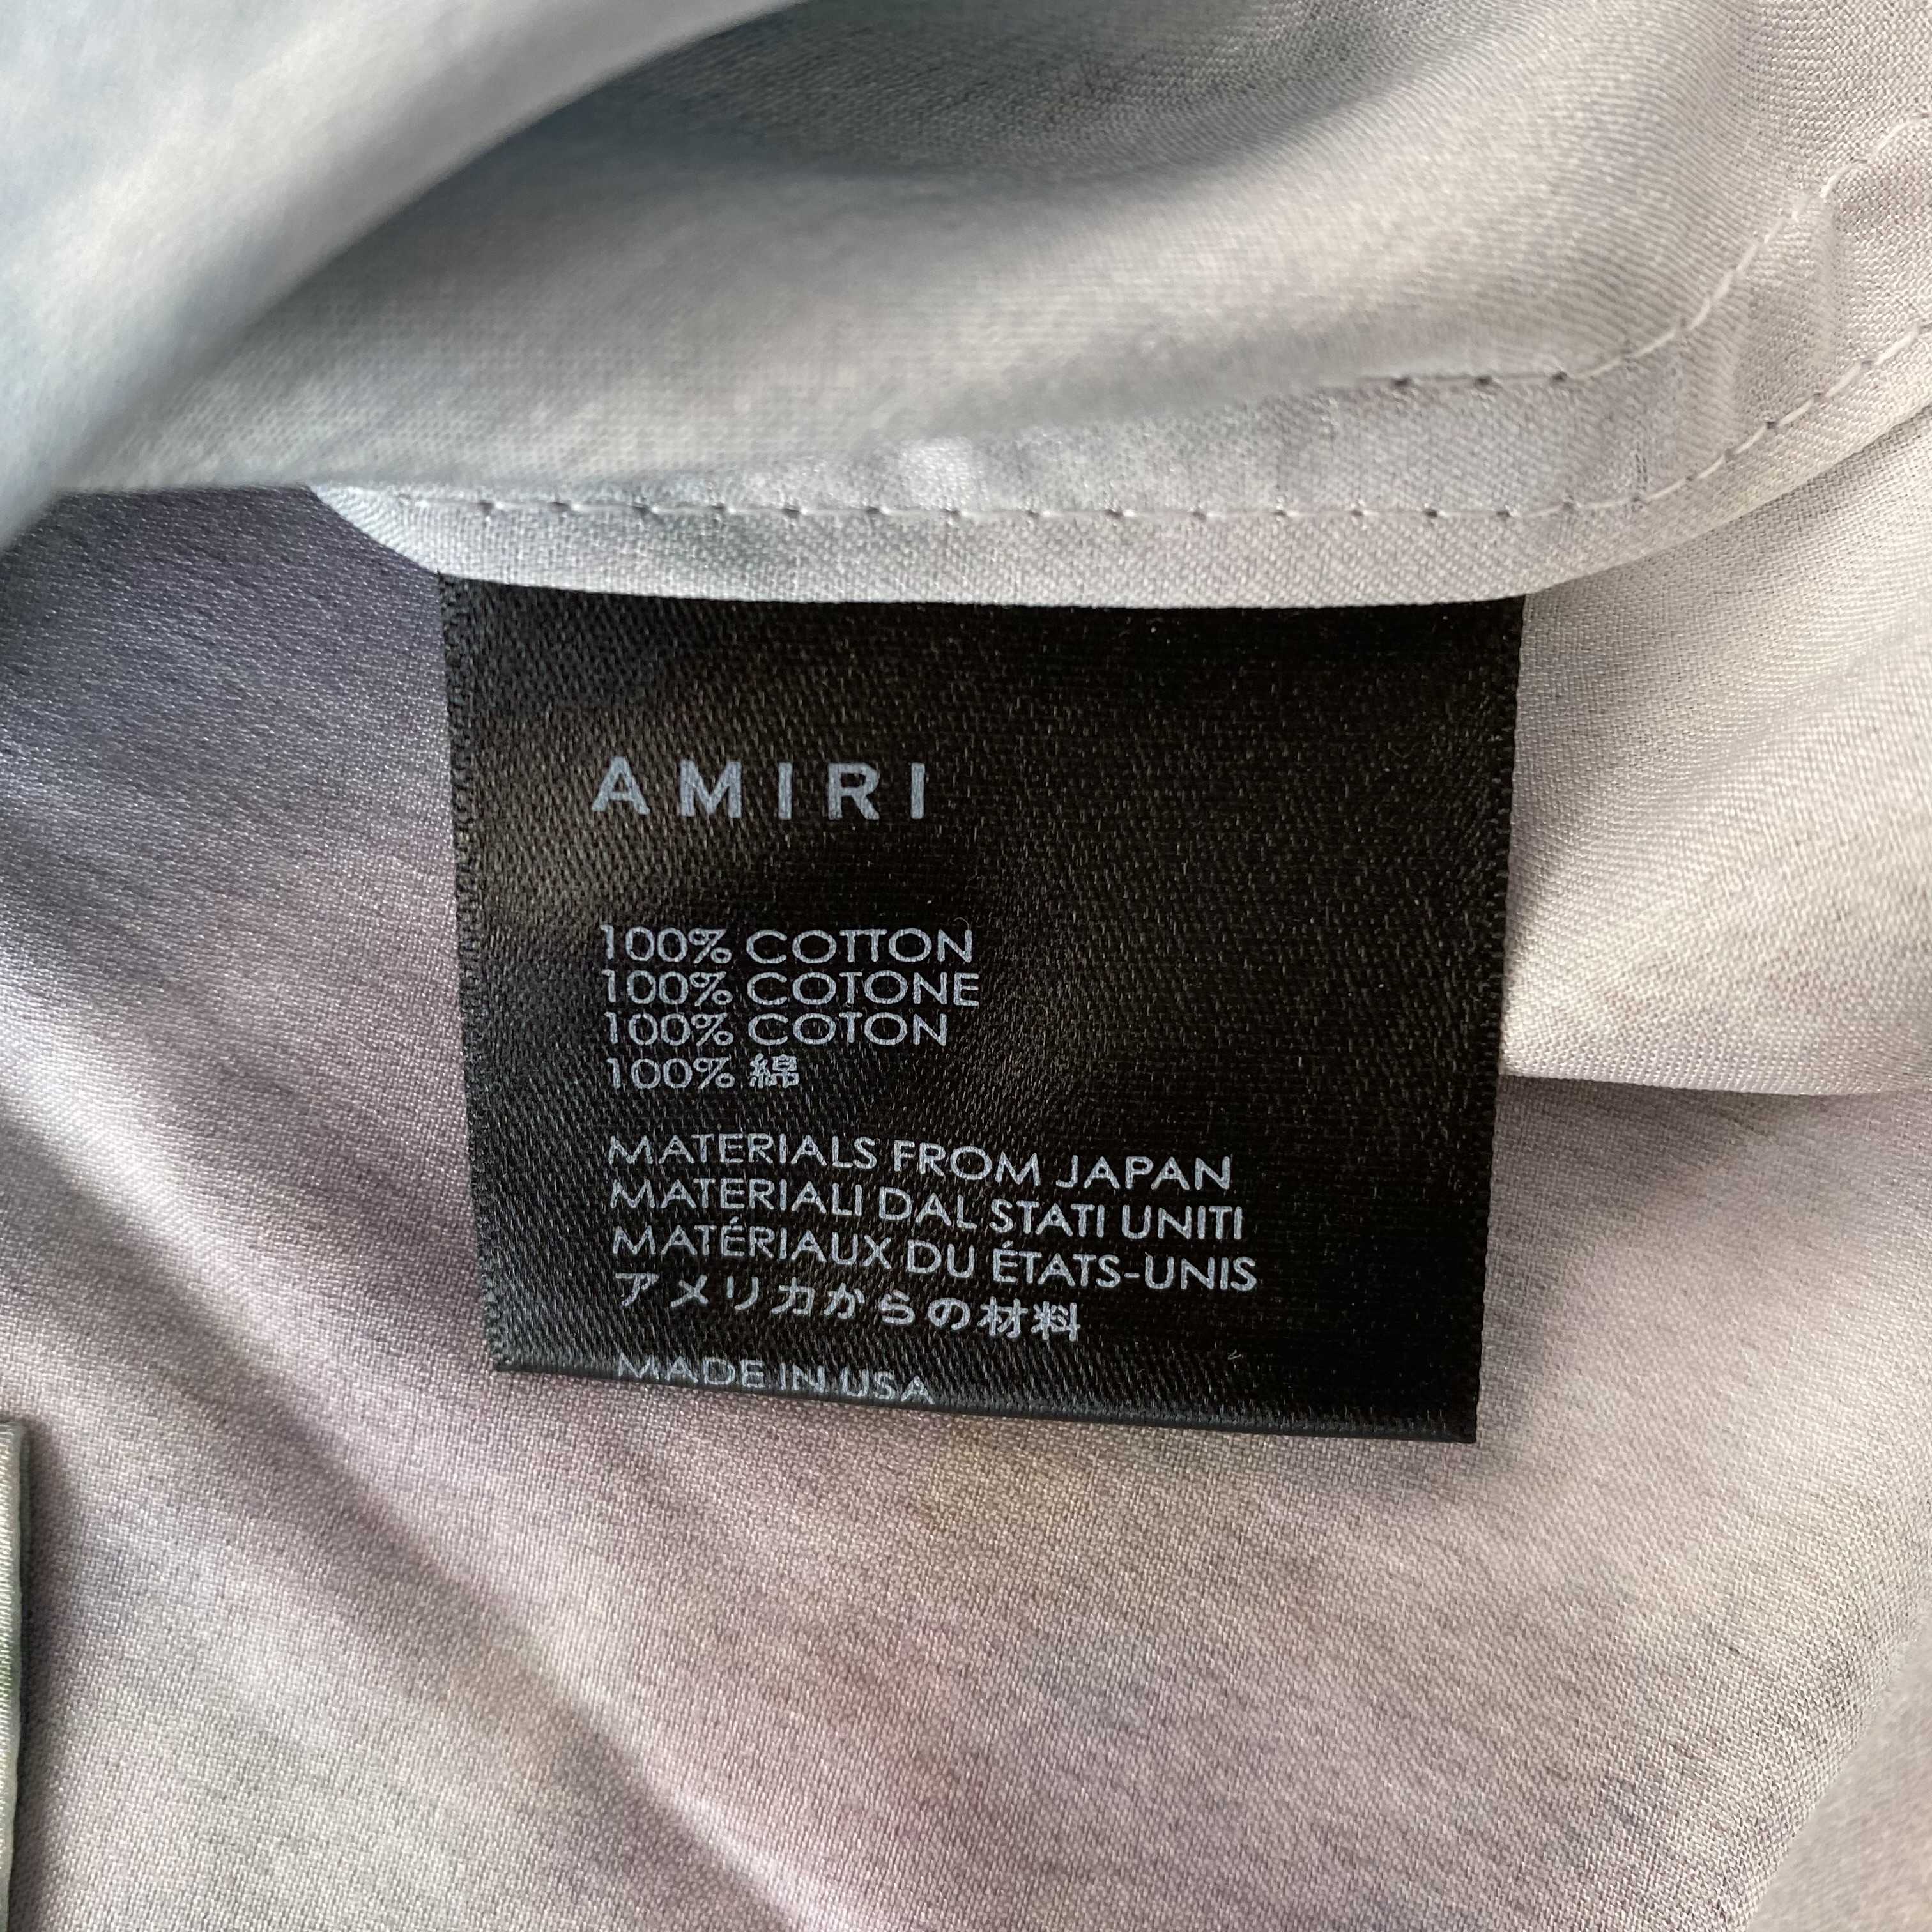 AMIRI
100% COTTON
100% COTONE
100% COTON
100% 綿
MATERIALS FROM JAPAN
MATERIALI DAL STATI UNITI
MATÉRIAUX DU ÉTATS-UNIS
アメリカからの材料
MADE IN USA